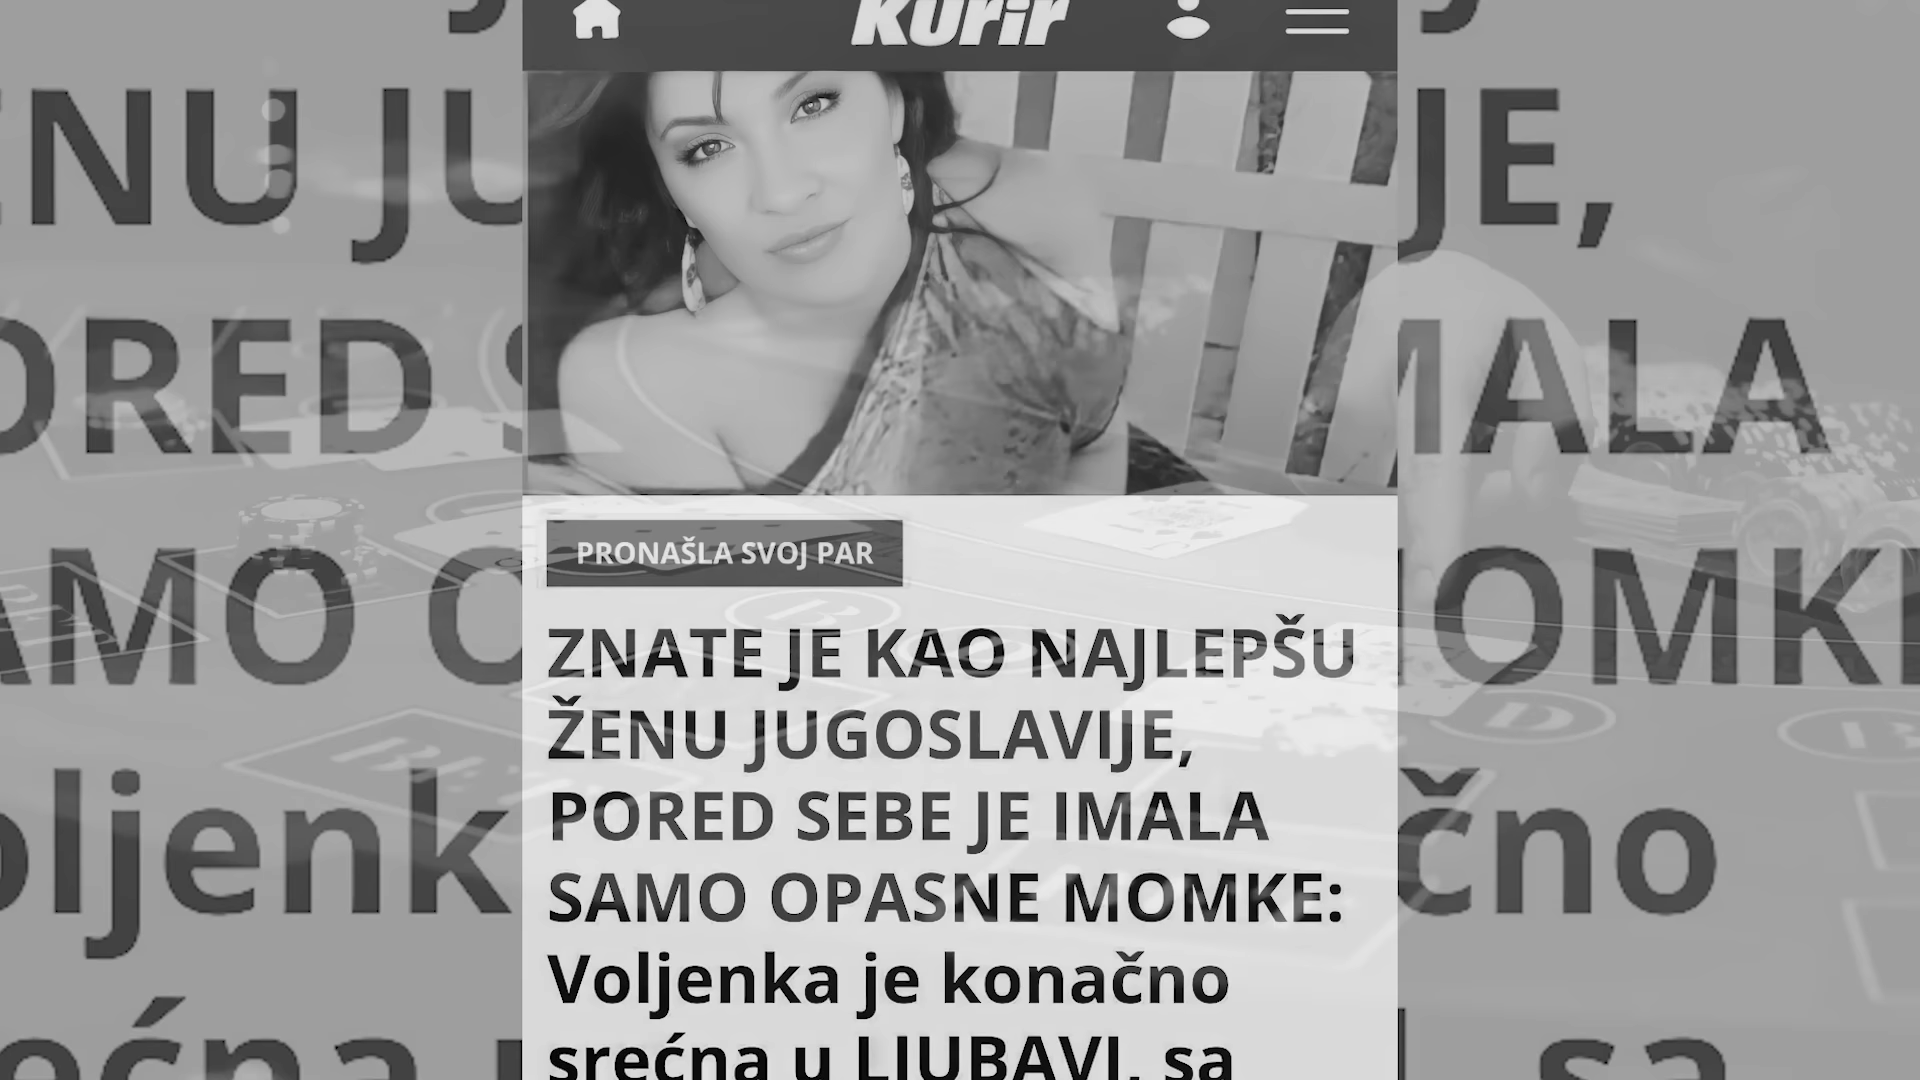 Kurir
PRONAŠLA SVOJ PAR
ZNATE JE KAO NAJLEPŠU
ŽENU JUGOSLAVIJE,
PORED SEBE JE IMALA
SAMO OPASNE MOMKE:
Voljenka je konačno
srećna u LJUBAVI, sa